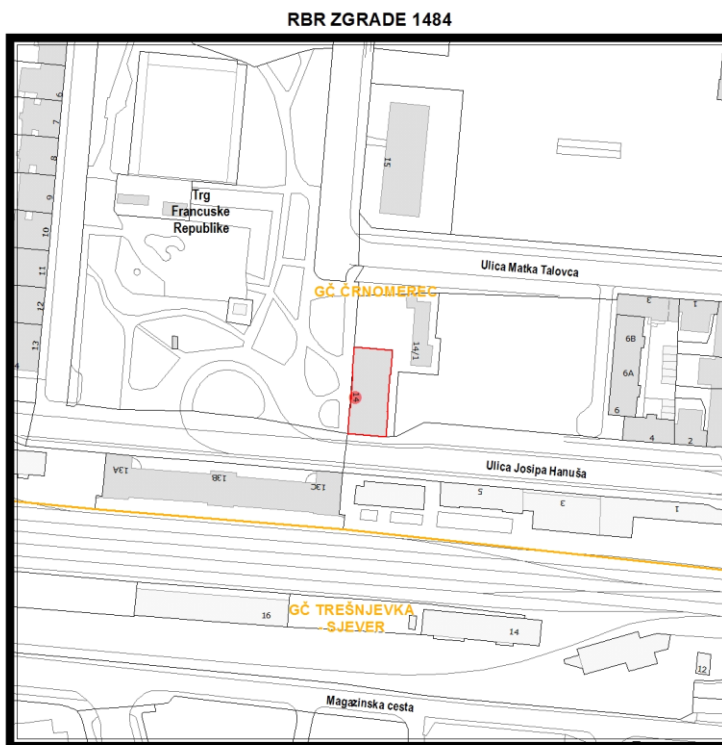 RBR ZGRADE 1484
6
7
8
9
10
11
12
13
4
Trg
Francuske
Republike
15
Ulica Matka Talovca
GČ ČRNOMEREC
14/1
3
1
6B
6A
6
4
2
14
Ulica Josipa Hanuša
13A
13B
13C
5
3
1
GČ TREŠNJEVKA
-SJEVER
16
14
12
Magazinska cesta